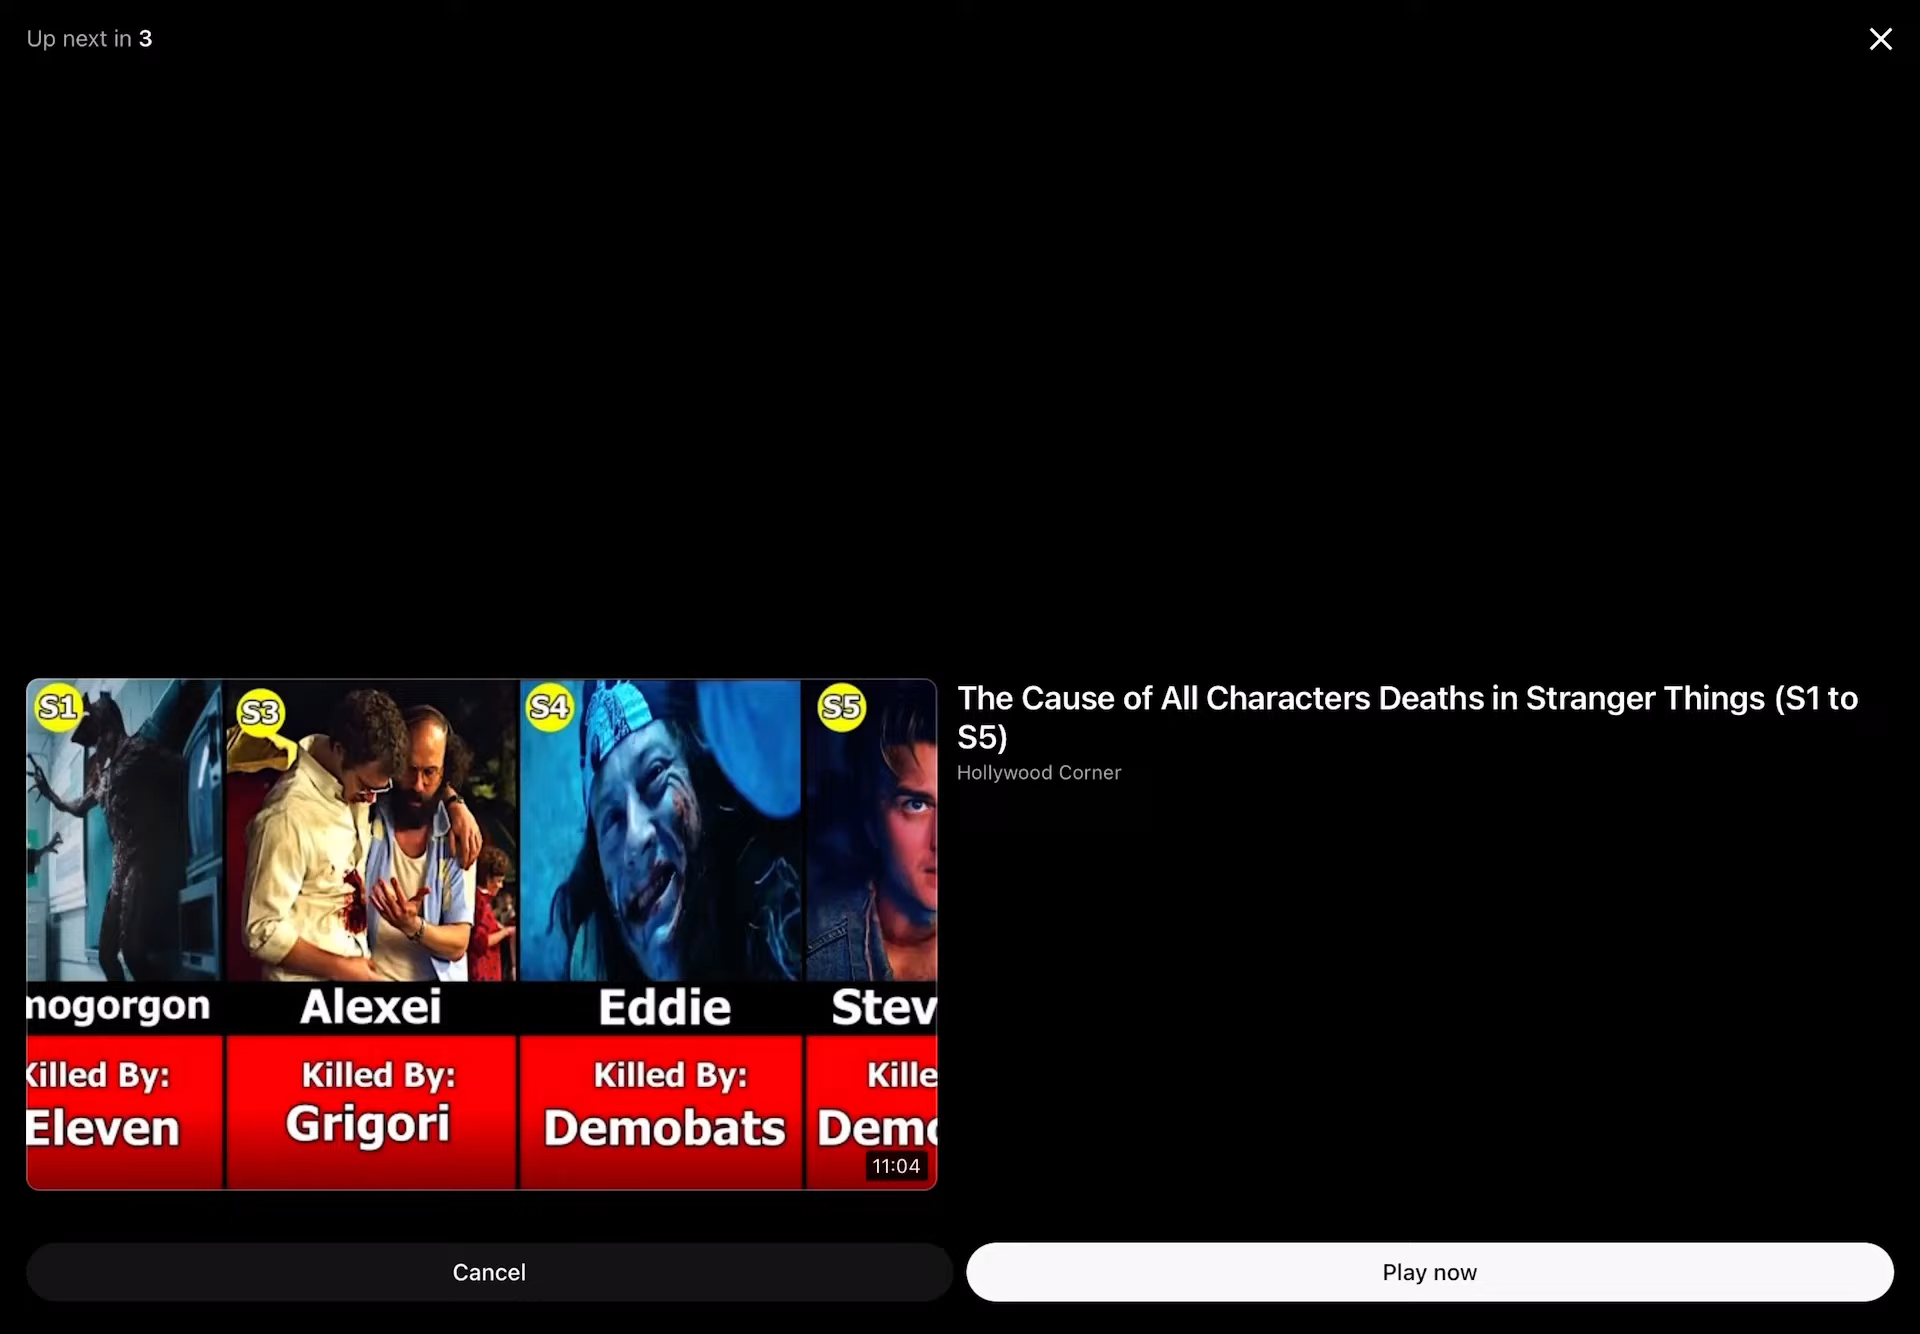 Up next in 3
S1
S3
S4
S5
mogorgon
Alexei
Eddie
Stev
Killed By:
Killed By:
Killed By:
Kille
Eleven
Grigori
Demobats
Demo
11:04
The Cause of All Characters Deaths in Stranger Things (S1 to
S5)
Hollywood Corner
Cancel
Play now